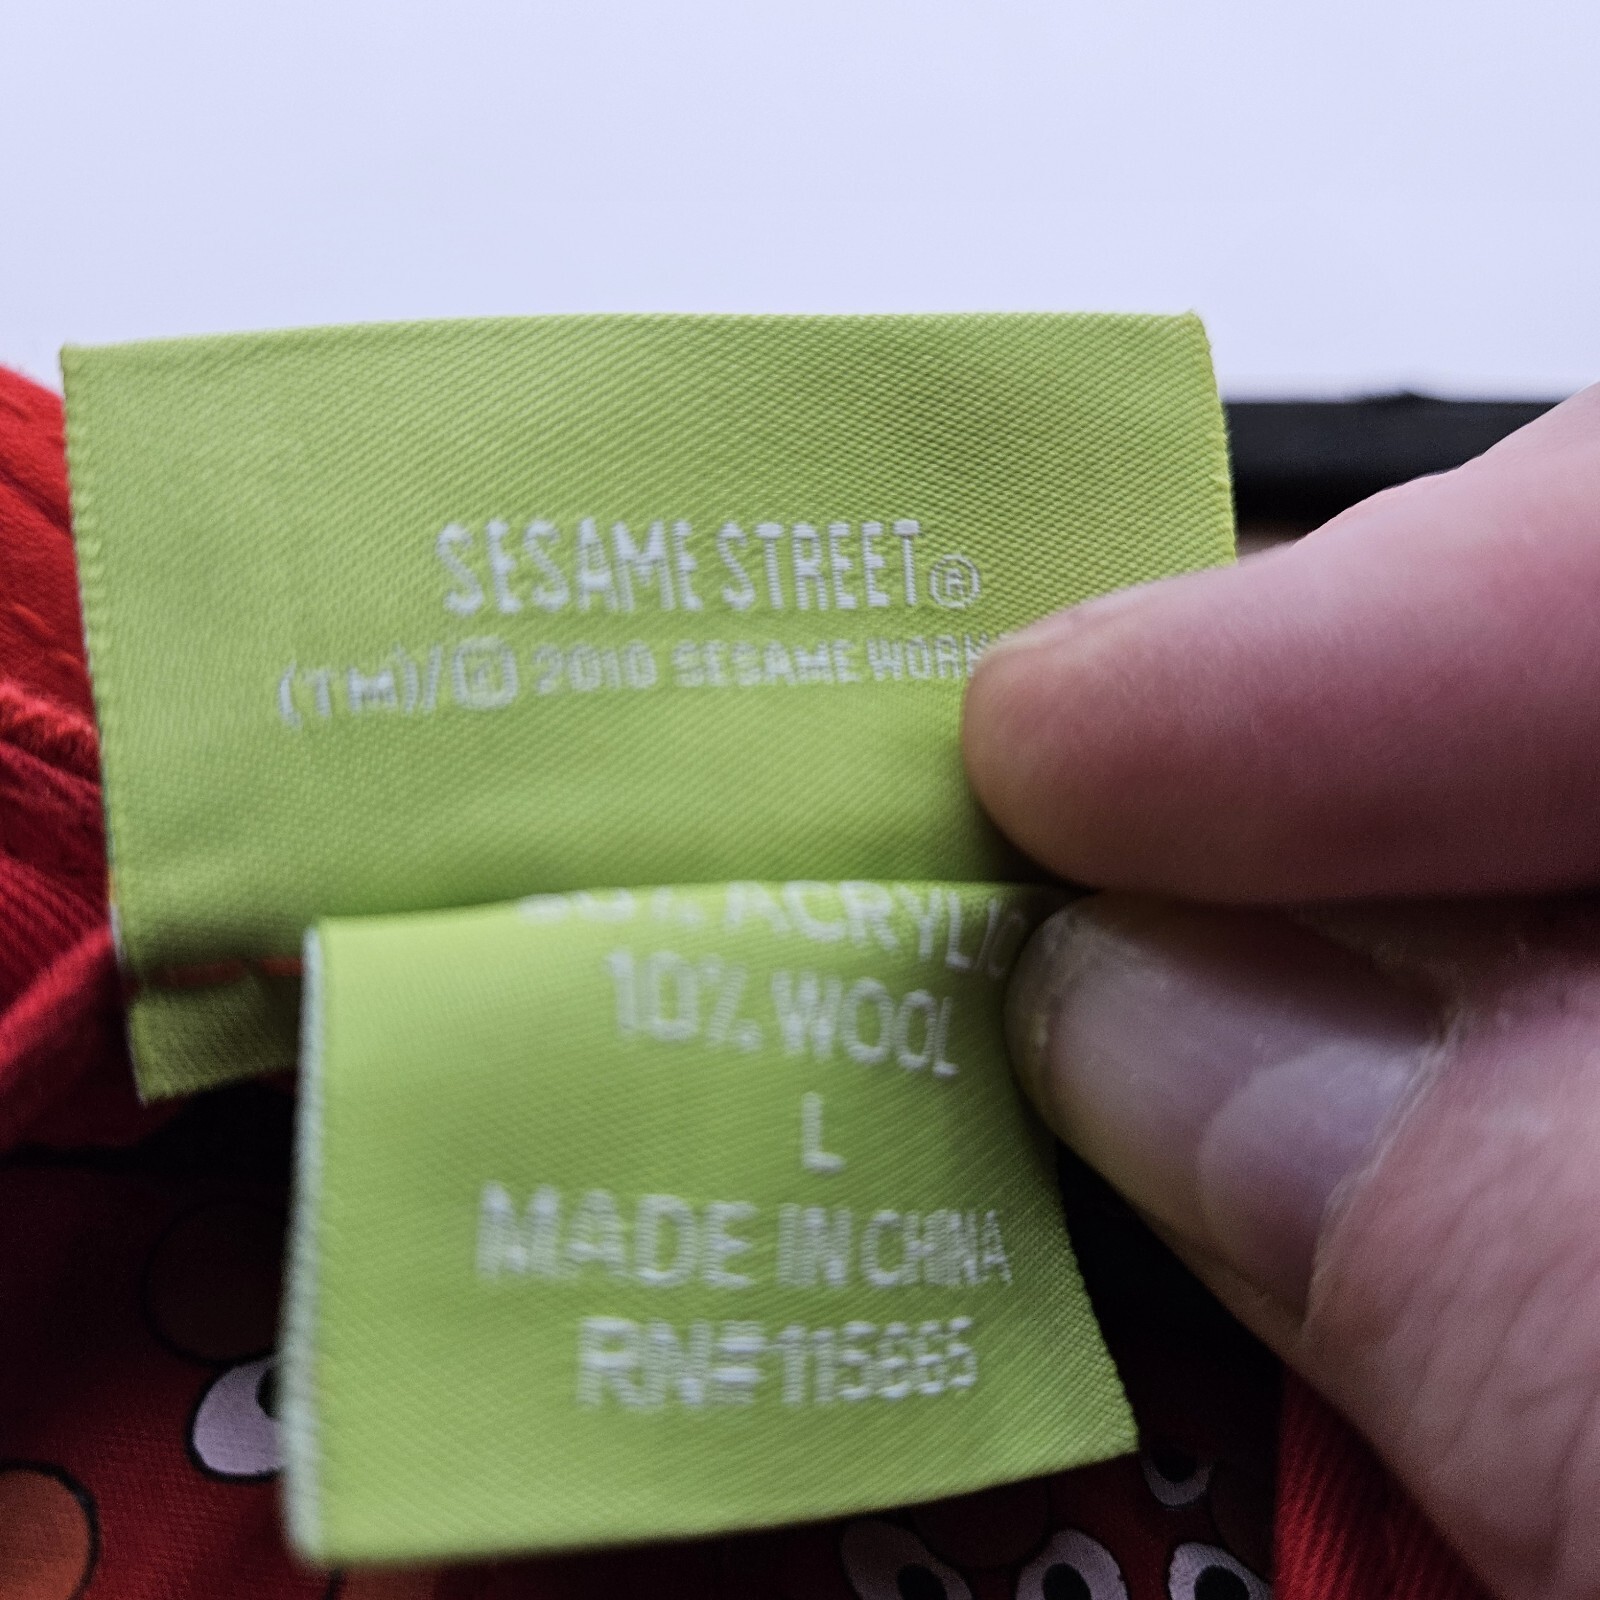 SESAME STREET®
(TM)/© 2010 SESAME WORK
ACRYLIC
10% WOOL
L
MADE IN CHINA
RN#115665